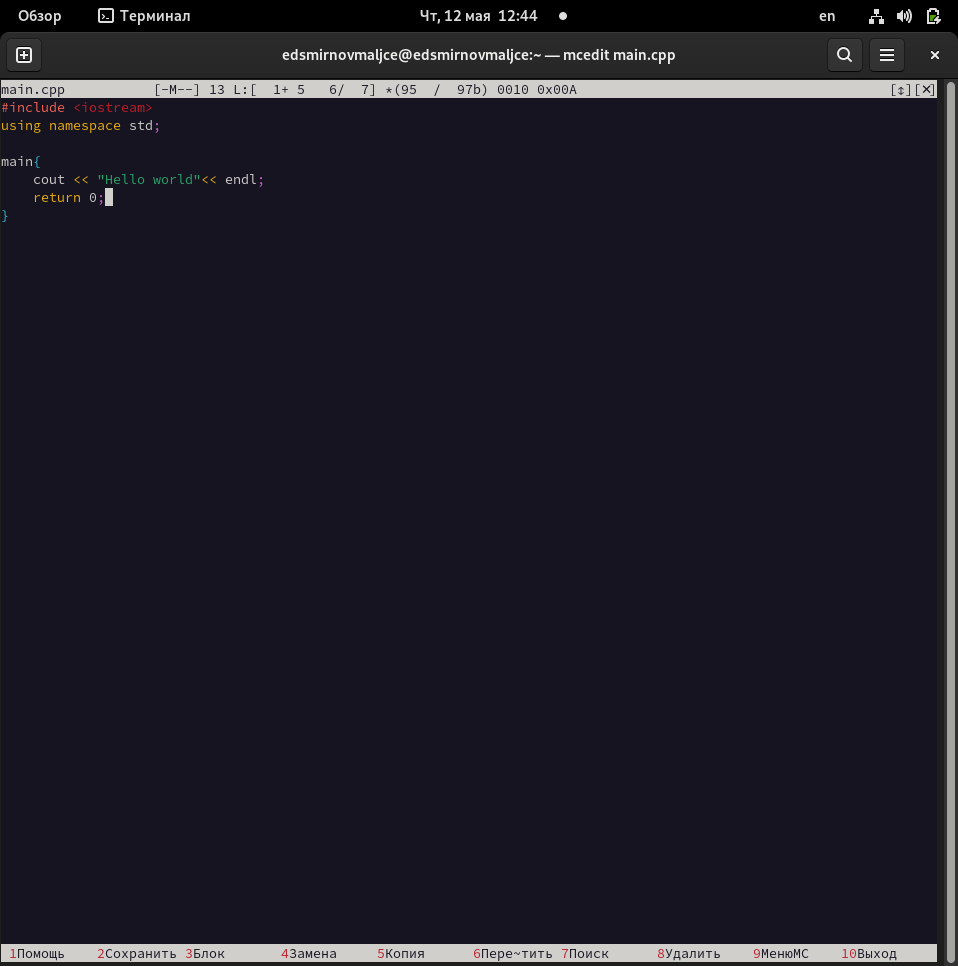 Обзор Терминал Чт, 12 мая 12:44 en
edsmirnovmaljce@edsmirnovmaljce:~ — mcedit main.cpp
main.cpp [-M--] 13 L:[ 1+ 5 6/ 7] *(95 / 97b) 0010 0x00A [↕][X]
#include <iostream>
using namespace std;
main{
cout << "Hello world"<< endl;
return 0;
}
1Помощь 2Сохранить 3Блок 4Замена 5Копия 6Пере~тить 7Поиск 8Удалить 9МенюMC 10Выход